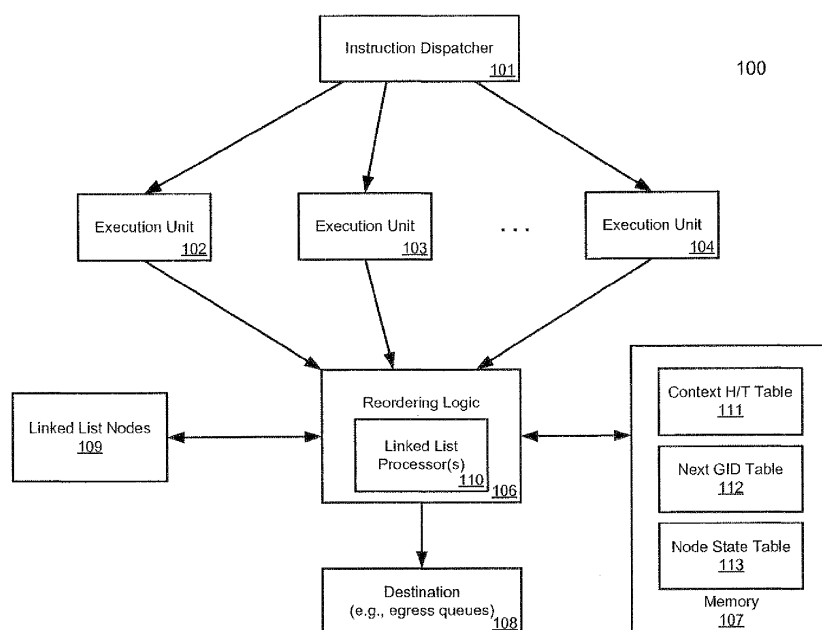 Instruction Dispatcher
101
100
Execution Unit
102
Execution Unit
103
. . .
Execution Unit
104
Linked List Nodes
109
Reordering Logic
Linked List
Processor(s)
110
106
Context H/T Table
111
Next GID Table
112
Node State Table
113
Memory
107
Destination
(e.g., egress queues)
108